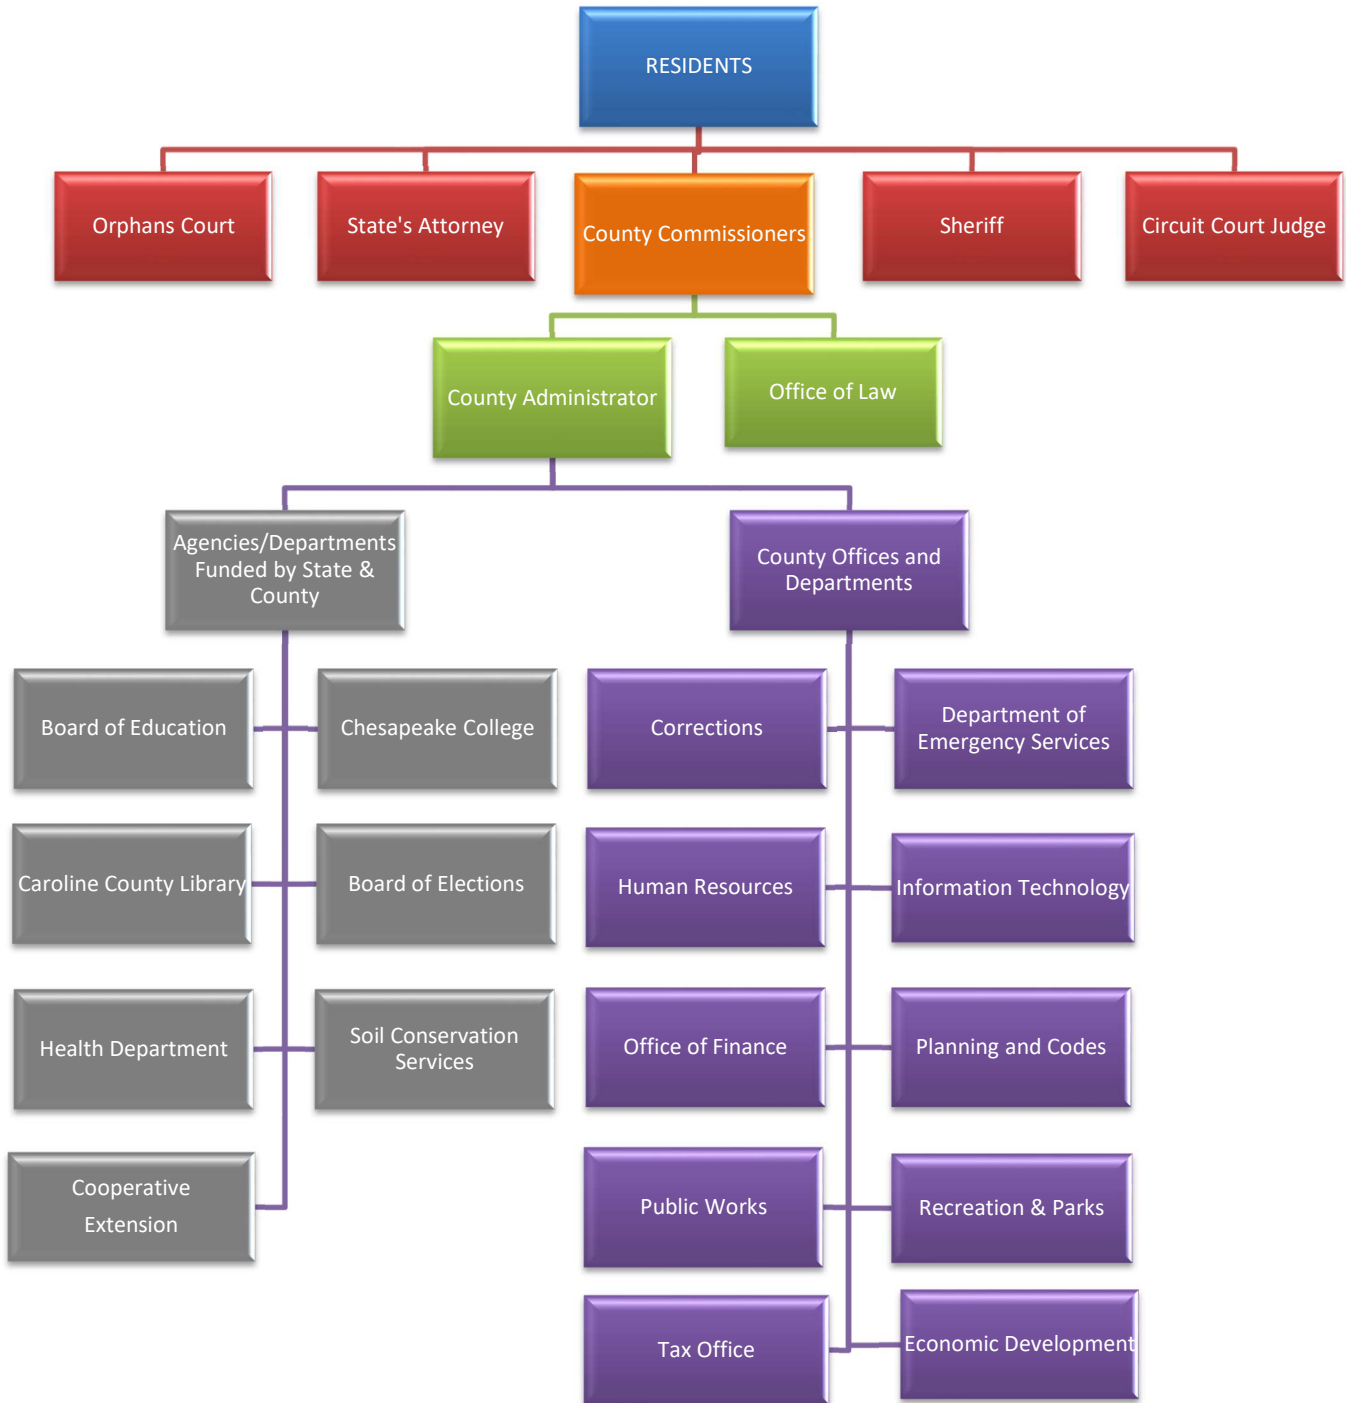 RESIDENTS
Orphans Court
State's Attorney
County Commissioners
Sheriff
Circuit Court Judge
County Administrator
Office of Law
Agencies/Departments
Funded by State &
County
County Offices and
Departments
Board of Education
Chesapeake College
Corrections
Department of
Emergency Services
Caroline County Library
Board of Elections
Human Resources
Information Technology
Health Department
Soil Conservation
Services
Office of Finance
Planning and Codes
Cooperative
Extension
Public Works
Recreation & Parks
Tax Office
Economic Development